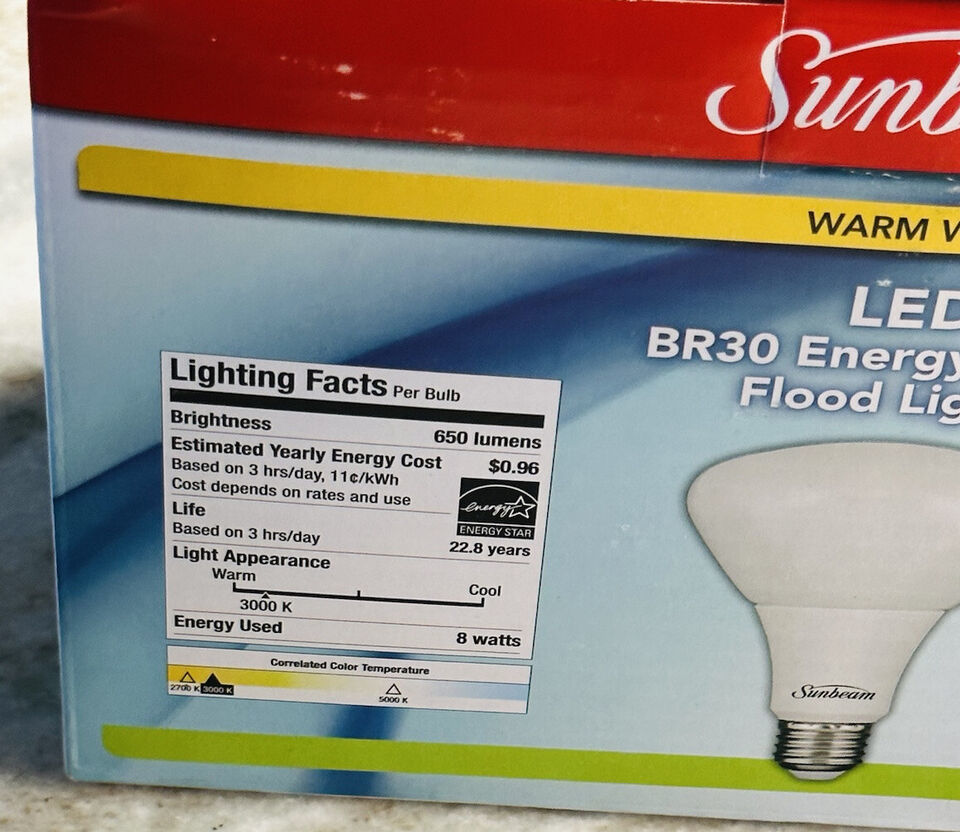 Sunb
WARM
LED
BR30 Energy
Flood Lig
Lighting Facts Per Bulb
Brightness 650 lumens
Estimated Yearly Energy Cost $0.96
Based on 3 hrs/day, 11¢/kWh
Cost depends on rates and use
energy
ENERGY STAR
Life
Based on 3 hrs/day 22.8 years
Light Appearance
Warm Cool
3000 K
Energy Used 8 watts
Correlated Color Temperature
2700 K 3000 K 5000 K
Sunbeam